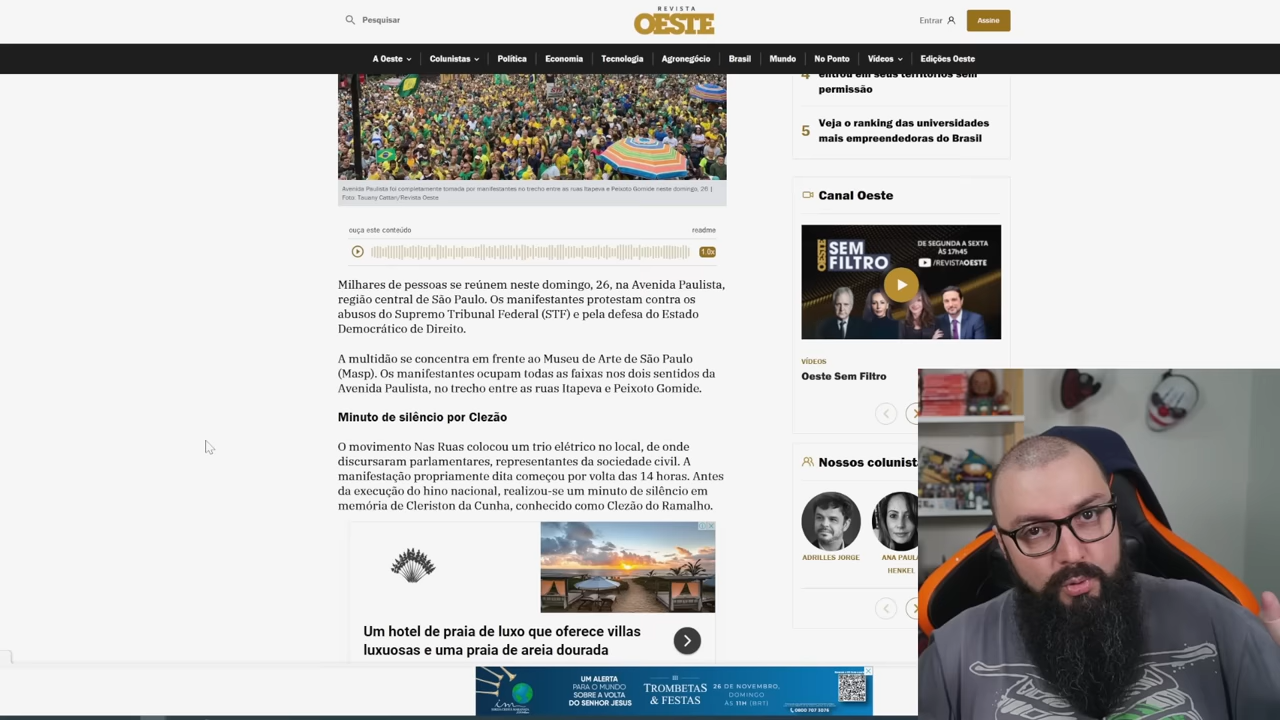 Pesquisar
REVISTA
OESTE
Entrar
Assine
A Oeste
Colunistas
Política
Economia
Tecnologia
Agronegócio
Brasil
Mundo
No Ponto
Vídeos
Edições Oeste
Avenida Paulista foi completamente tomada por manifestantes no trecho entre as ruas Itapeva e Peixoto Gomide neste domingo, 26 |
Foto: Tauany Cattan/Revista Oeste
ouça este conteúdo
readme
1.0x
Milhares de pessoas se reúnem neste domingo, 26, na Avenida Paulista,
região central de São Paulo. Os manifestantes protestam contra os
abusos do Supremo Tribunal Federal (STF) e pela defesa do Estado
Democrático de Direito.
A multidão se concentra em frente ao Museu de Arte de São Paulo
(Masp). Os manifestantes ocupam todas as faixas nos dois sentidos da
Avenida Paulista, no trecho entre as ruas Itapeva e Peixoto Gomide.
Minuto de silêncio por Clezão
O movimento Nas Ruas colocou um trio elétrico no local, de onde
discursaram parlamentares, representantes da sociedade civil. A
manifestação propriamente dita começou por volta das 14 horas. Antes
da execução do hino nacional, realizou-se um minuto de silêncio em
memória de Cleriston da Cunha, conhecido como Clezão do Ramalho.
Um hotel de praia de luxo que oferece villas
luxuosas e uma praia de areia dourada
4
entrou em seus territórios sem
permissão
5
Veja o ranking das universidades
mais empreendedoras do Brasil
Canal Oeste
OESTE
SEM
FILTRO
DE SEGUNDA A SEXTA
ÀS 17h45
/REVISTAOESTE
VÍDEOS
Oeste Sem Filtro
Nossos colunist
ADRILLES JORGE
ANA PAULA
HENKEL
UM ALERTA
PARA O MUNDO
SOBRE A VOLTA
DO SENHOR JESUS
TROMBETAS
& FESTAS
26 DE NOVEMBRO,
DOMINGO
ÀS 11H (BRT)
0800 707 3076